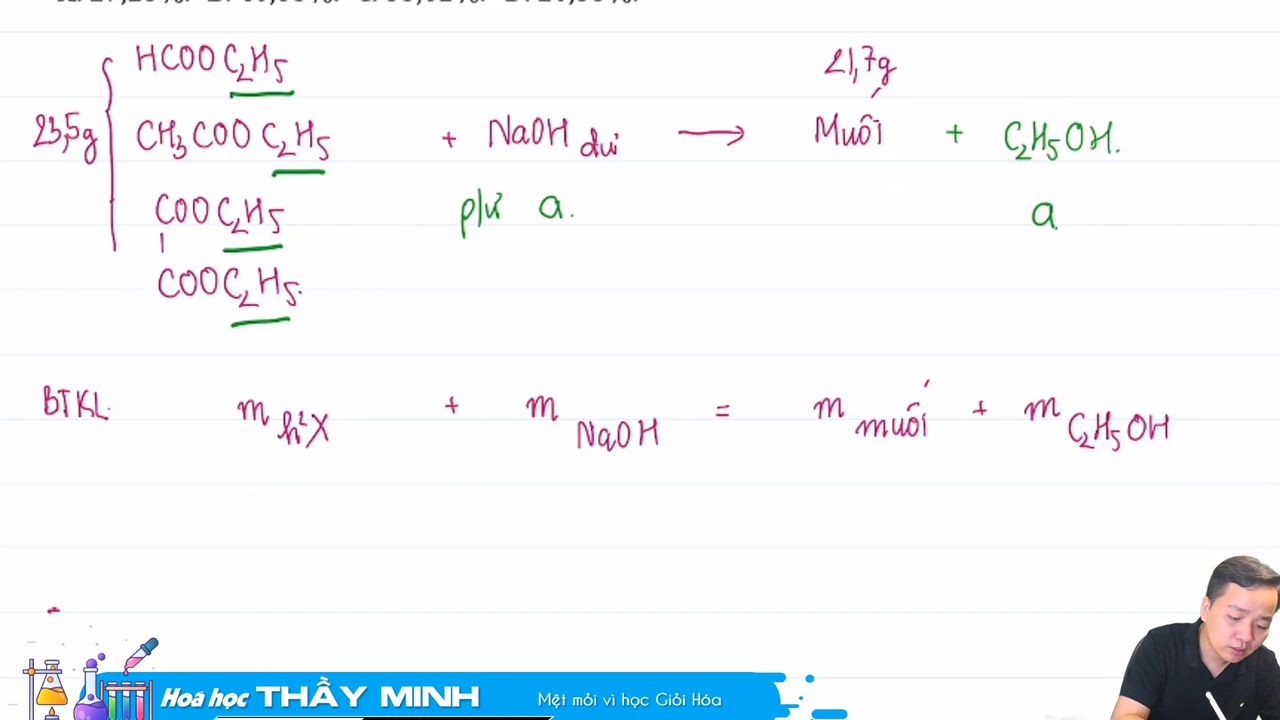 HCOOC2H5
21,7g
23,5g CH3COOC2H5 + NaOH dư → Muối + C2H5OH.
COOC2H5 p/ứ a. a
COOC2H5.
BTKL. m h²X + m NaOH = m muối + m C2H5OH
Hoá học THẦY MINH Mệt mỏi vì học Giỏi Hóa